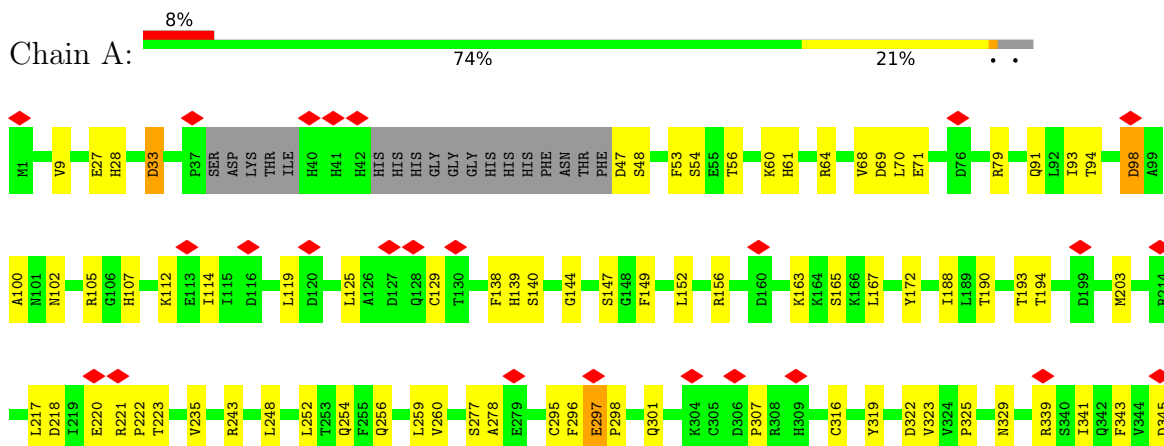 8%
Chain A:
74% 21% • •
M1 V9 E27 H28 D33 P37 SER ASP LYS THR ILE H40 H41 H42 HIS HIS HIS GLY GLY GLY HIS HIS HIS PHE ASN THR PHE D47 S48 F53 S54 E55 T56 K60 H61 R64 V68 D69 L70 E71 D76 R79 Q91 L92 I93 T94 D98 A99
A100 N101 N102 R105 G106 H107 K112 E113 I114 I115 D116 L119 D120 L125 A126 D127 Q128 C129 T130 F138 H139 S140 G144 S147 G148 F149 L152 R156 D160 K163 K164 S165 K166 L167 Y172 I188 L189 T190 T193 T194 D199 M203
L217 D218 I219 E220 R221 P222 T223 V235 R243 L248 L252 T253 Q254 F255 Q256 L259 V260 S277 A278 E279 C295 F296 E297 P298 Q301 K304 C305 D306 P307 R308 H309 C316 Y319 D322 V323 V324 P325 N329 R339 S340 I341 Q342 F343 V344